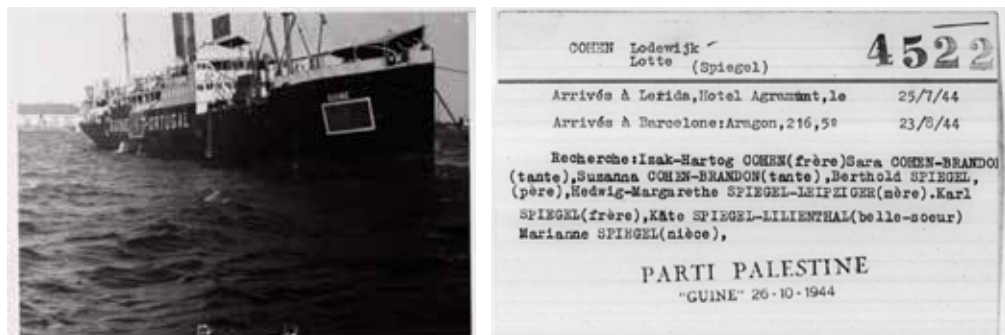 GUINE
GUINE PORTUGAL
COHEN Lodewijk
Lotte (Spiegel)
4522
Arrivés à Lerida,Hotel Agramunt,le 25/7/44
Arrivés à Barcelone:Aragon,216,5º 23/8/44
Recherche:Izak-Hartog COHEN(frère)Sara COHEN-BRANDON
(tante),Suzanna COHEN-BRANDON(tante),Berthold SPIEGEL,
(père),Hedwig-Margarethe SPIEGEL-LEIPZIGER(mère).Karl
SPIEGEL(frère),Käte SPIEGEL-LILIENTHAL(belle-soeur)
Marianne SPIEGEL(nièce),
PARTI PALESTINE
"GUINE" 26-10-1944